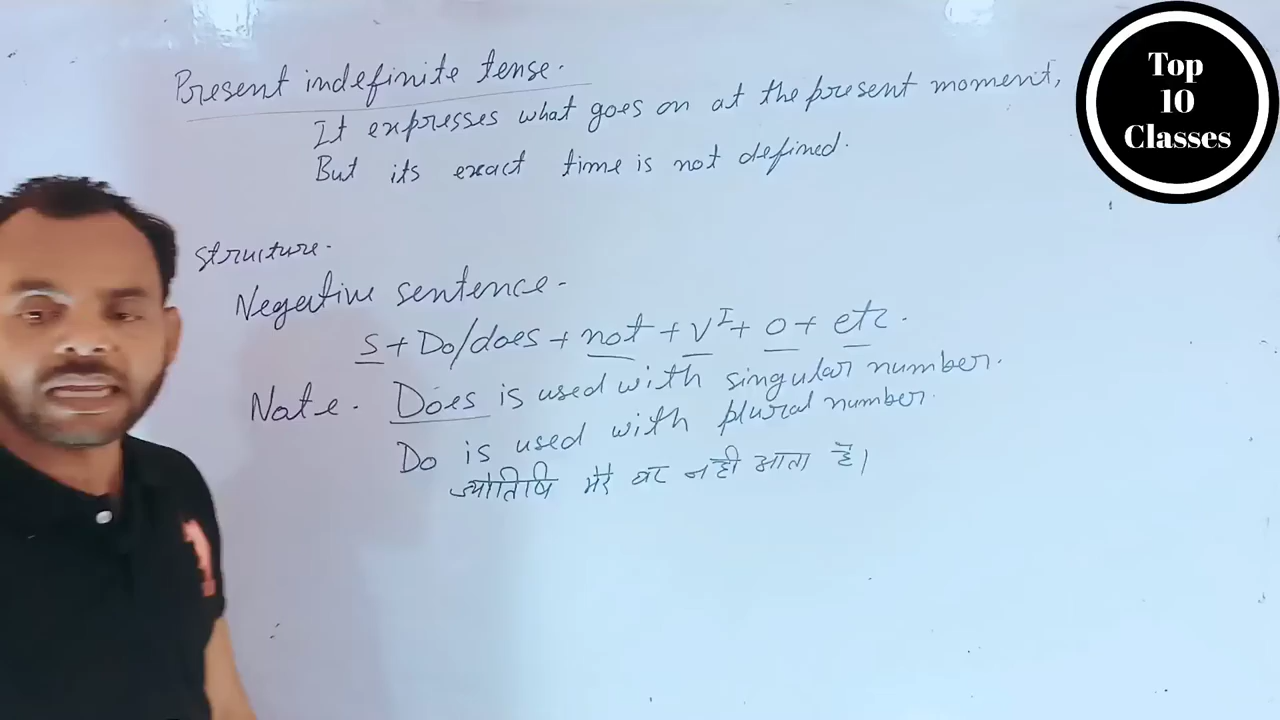 Present indefinite tense.
It expresses what goes on at the present moment,
But its exact time is not defined.
structure.
Negative sentence.
S + Do/does + not + V I + O + etc.
Note. Does is used with singular number.
Do is used with plural number.
ज्योतिषि मेरे घर नही आता है।
Top
10
Classes